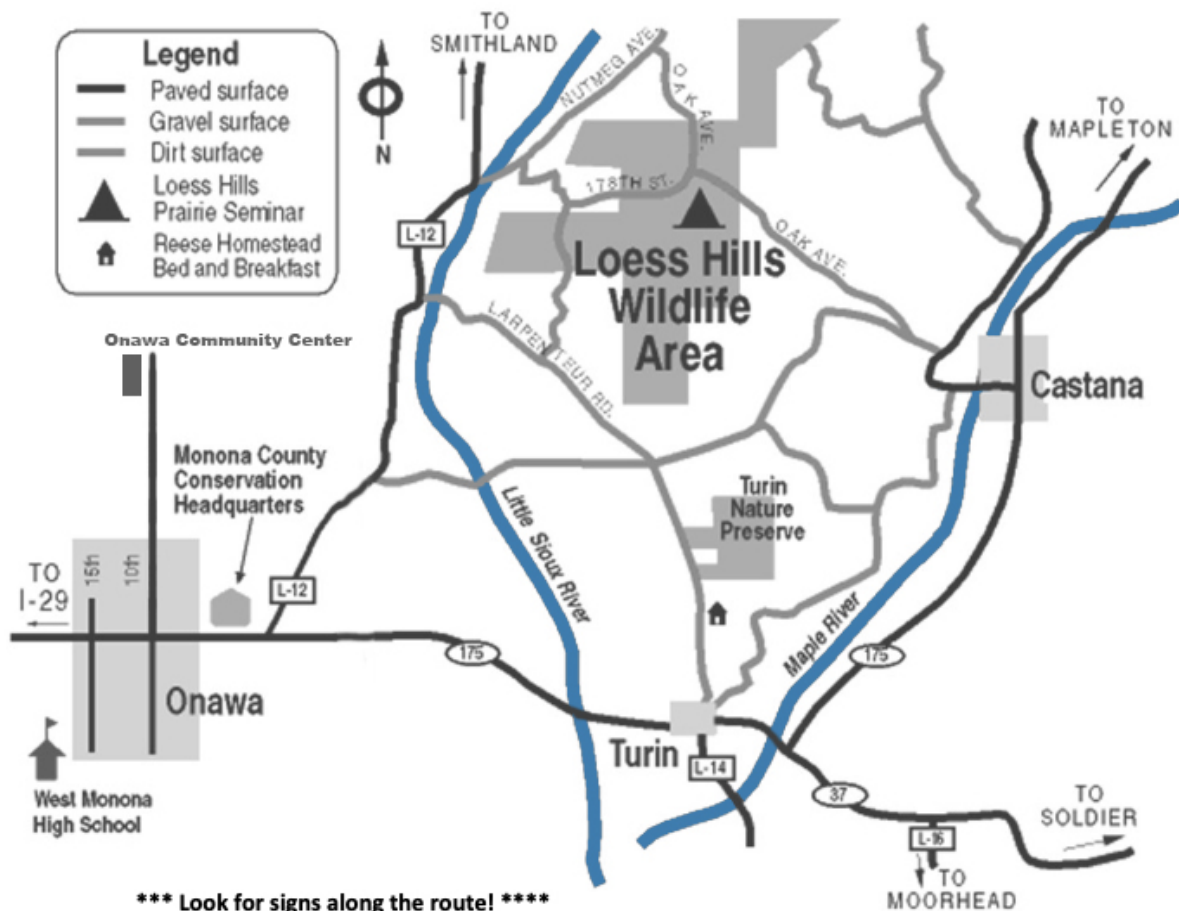 Legend
Paved surface
Gravel surface
Dirt surface
Loess Hills
Prairie Seminar
Reese Homestead
Bed and Breakfast
N
TO
SMITHLAND
NUTMEG AVE.
OAK AVE.
TO
MAPLETON
178TH ST.
L-12
OAK AVE.
Loess Hills
Wildlife
Area
LARPENTEUR RD.
Onawa Community Center
Castana
Monona County
Conservation
Headquarters
Turin
Nature
Preserve
Little Sioux River
15th
10th
TO
I-29
L-12
Maple River
175
175
Onawa
Turin
L-14
37
West Monona
High School
TO
SOLDIER
L-16
TO
MOORHEAD
*** Look for signs along the route! ****